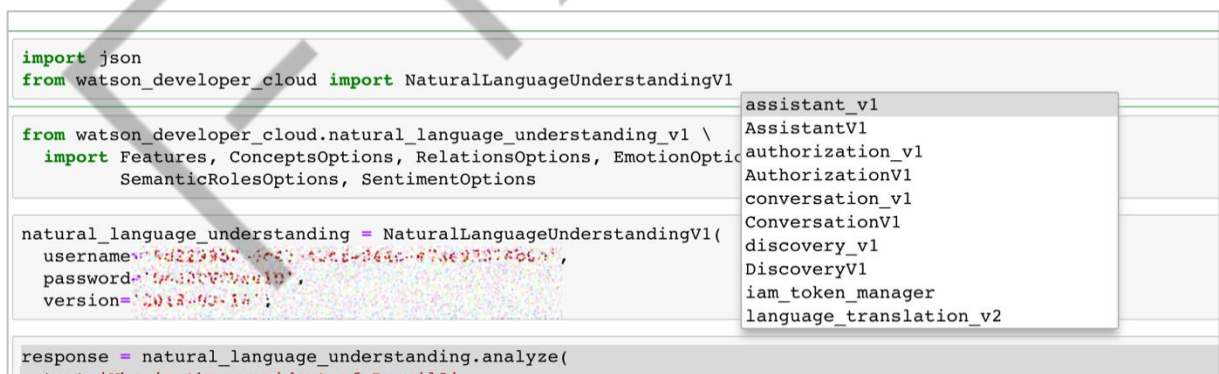 import json
from watson_developer_cloud import NaturalLanguageUnderstandingV1
from watson_developer_cloud.natural_language_understanding_v1 \
import Features, ConceptsOptions, RelationsOptions,
SemanticRolesOptions, SentimentOptions
assistant_v1
AssistantV1
authorization_v1
AuthorizationV1
conversation_v1
ConversationV1
discovery_v1
DiscoveryV1
iam_token_manager
language_translation_v2
natural_language_understanding = NaturalLanguageUnderstandingV1(
username=
password=
version=
response = natural_language_understanding.analyze(